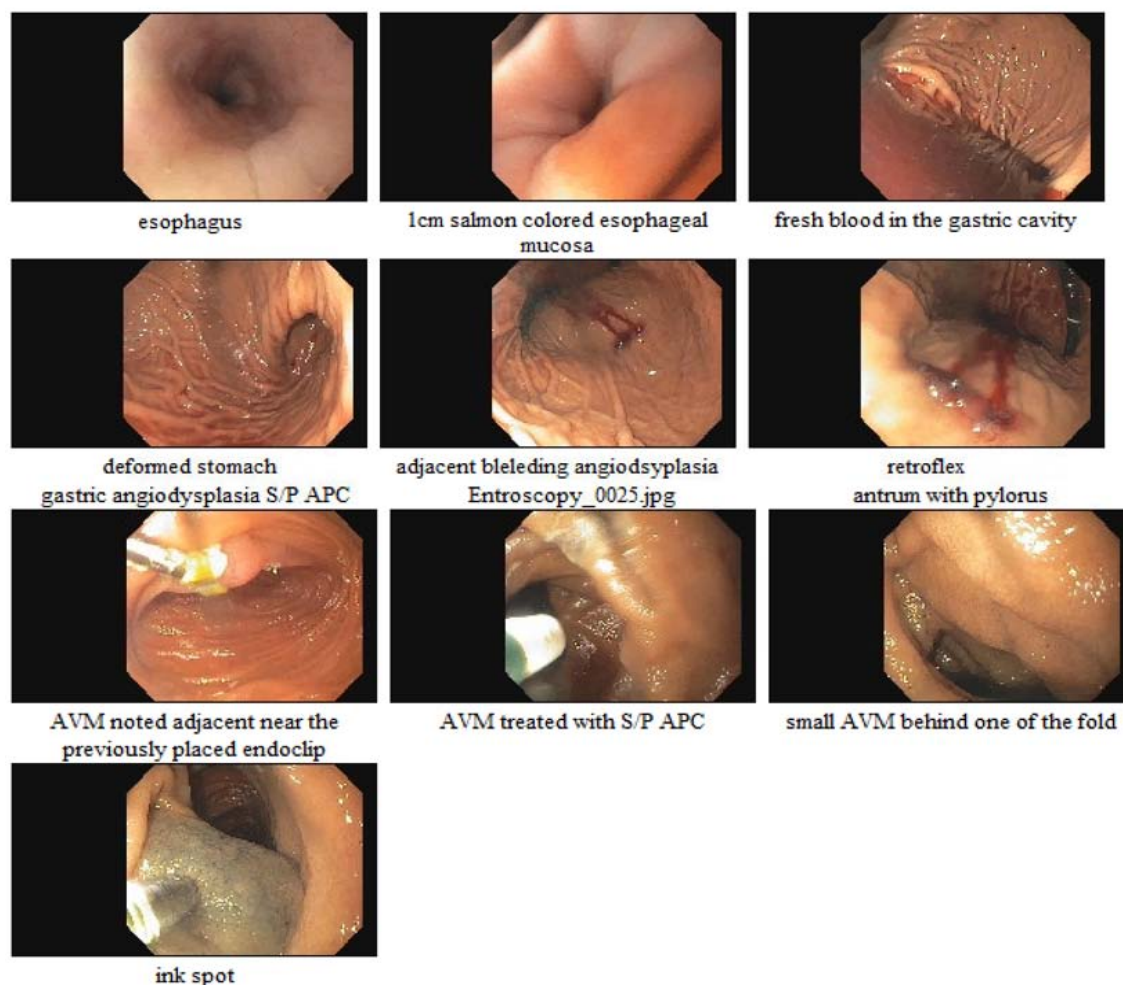 esophagus
1cm salmon colored esophageal
mucosa
fresh blood in the gastric cavity
deformed stomach
adjacent bleleding angiodsyplasia
retroflex
gastric angiodysplasia S/P APC
Entroscopy_0025.jpg
antrum with pylorus
AVM noted adjacent near the
previously placed endoclip
AVM treated with S/P APC
small AVM behind one of the fold
ink spot